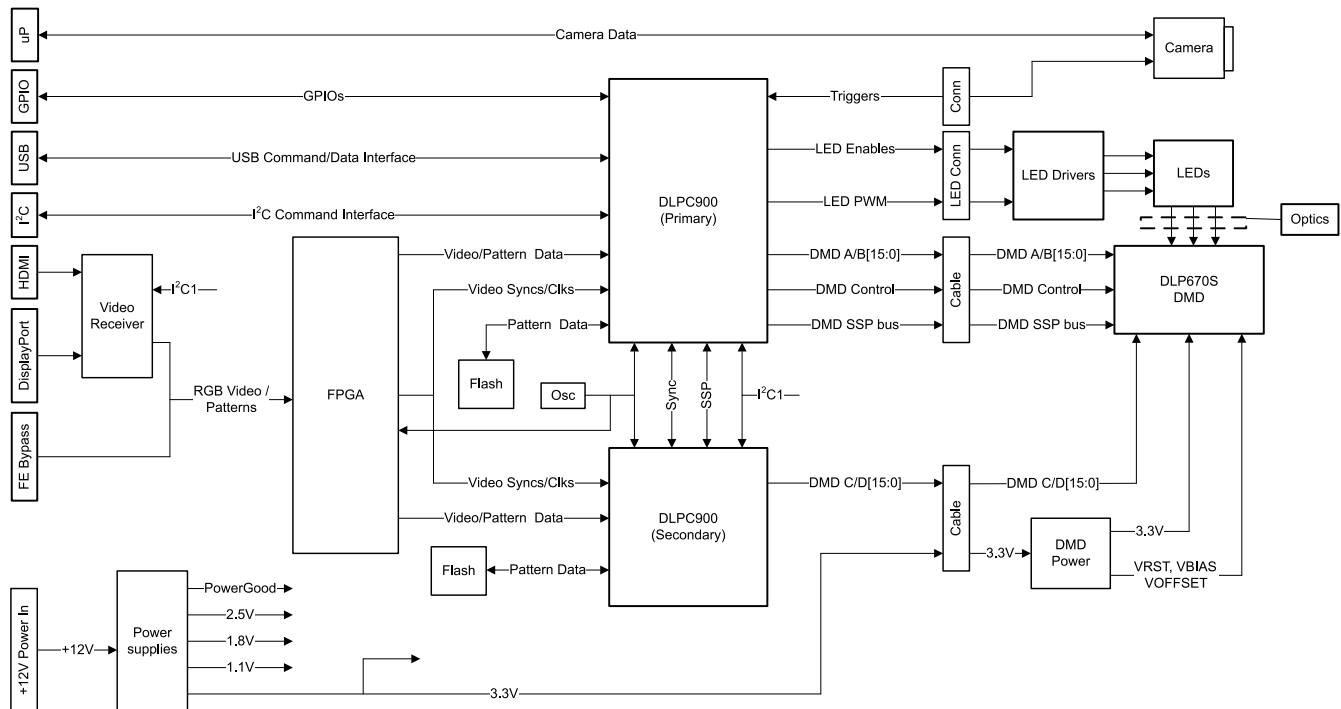 uP
Camera Data
Camera
GPIO
GPIOs
Triggers
Conn
USB
USB Command/Data Interface
LED Enables
LED Conn
LED Drivers
LEDs
I²C
I²C Command Interface
DLPC900
(Primary)
LED PWM
Optics
HDMI
Video
Receiver
I²C1
Video/Pattern Data
DMD A/B[15:0]
Cable
DMD A/B[15:0]
DLP670S
DMD
Video Syncs/Clks
DMD Control
DMD Control
Pattern Data
DMD SSP bus
DMD SSP bus
DisplayPort
RGB Video /
Patterns
FPGA
Flash
Osc
Sync
SSP
I²C1
FE Bypass
Video Syncs/Clks
DMD C/D[15:0]
Cable
DMD C/D[15:0]
Video/Pattern Data
DLPC900
(Secondary)
3.3V
DMD
Power
3.3V
VRST, VBIAS
VOFFSET
Flash
Pattern Data
+12V Power In
+12V
Power
supplies
PowerGood
2.5V
1.8V
1.1V
3.3V